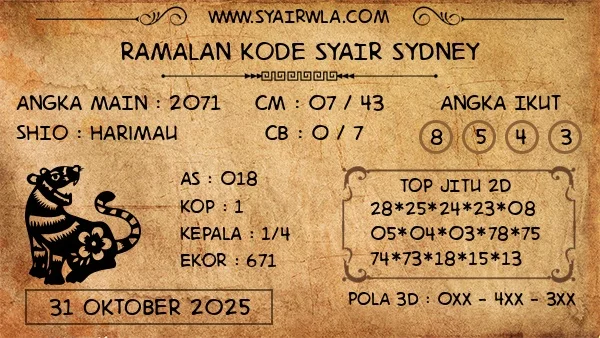 WWW.SYAIRWLA.COM
RAMALAN KODE SYAIR SYDNEY
ANGKA MAIN : 2071
CM : 07 / 43
ANGKA IKUT
SHIO : HARIMAU
CB : 0 / 7
8 5 4 3
AS : 018
KOP : 1
KEPALA : 1/4
EKOR : 671
TOP JITU 2D
28*25*24*23*08
05*04*03*78*75
74*73*18*15*13
31 OKTOBER 2025
POLA 3D : 0XX - 4XX - 3XX